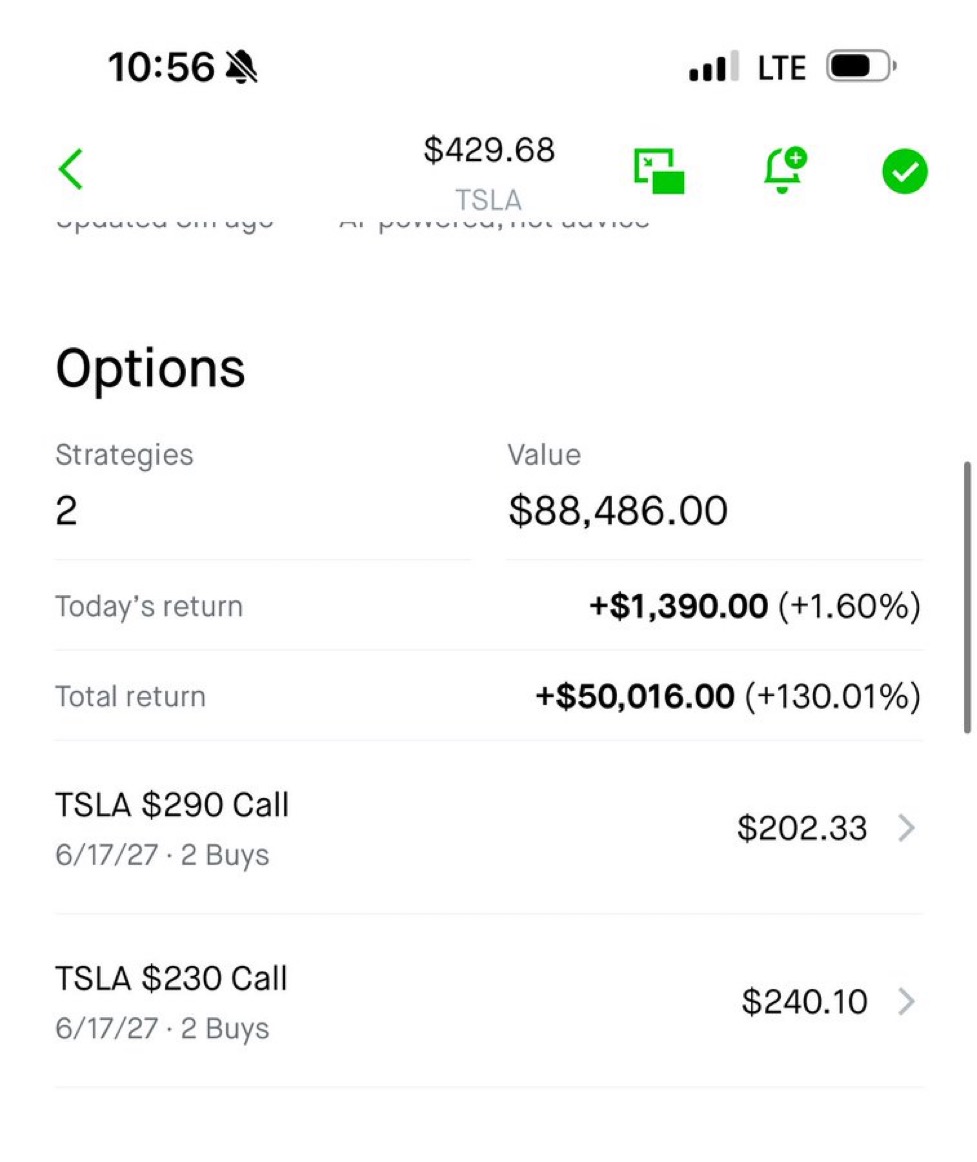 10:56
LTE
$429.68
TSLA
Options
Strategies
Value
2
$88,486.00
Today's return
+$1,390.00 (+1.60%)
Total return
+$50,016.00 (+130.01%)
TSLA $290 Call
$202.33
6/17/27 · 2 Buys
TSLA $230 Call
$240.10
6/17/27 · 2 Buys